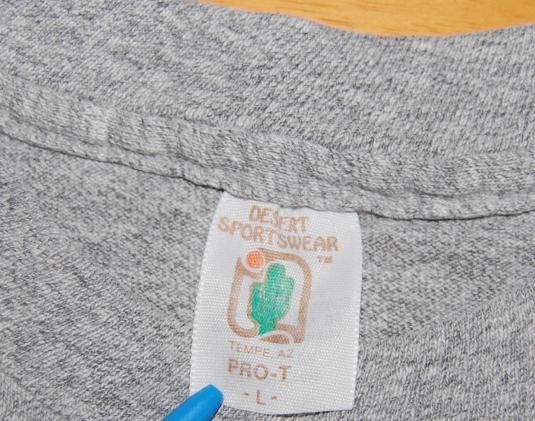 DESERT
SPORTSWEAR
TM
TEMPE, AZ
PRO-T
- L -